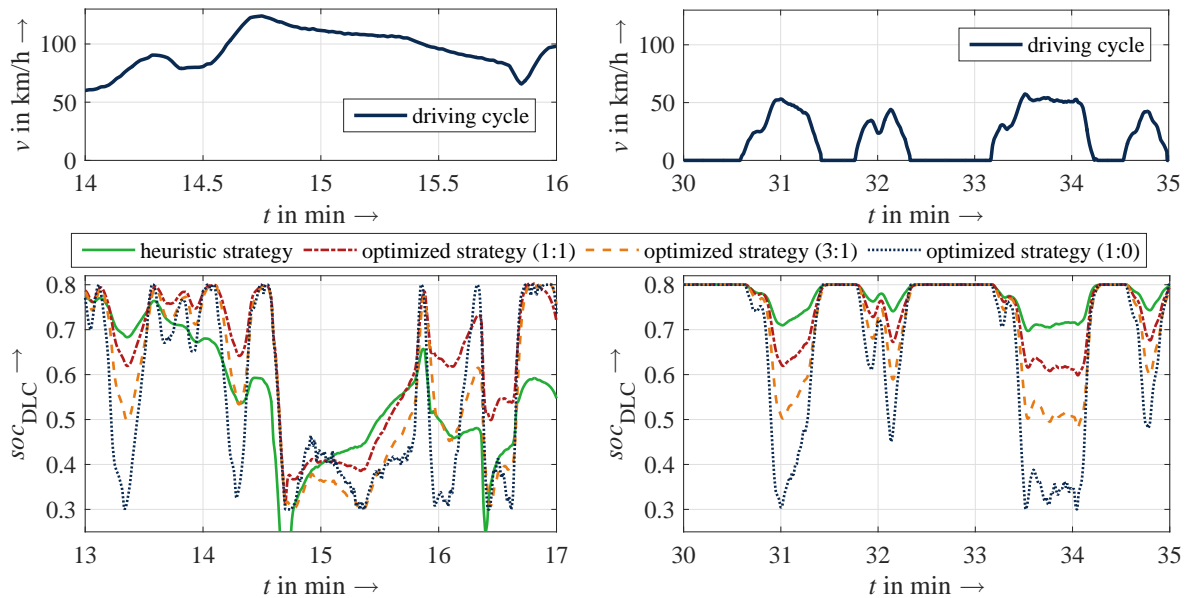 v in km/h →
100
50
0
driving cycle
14
14.5
15
15.5
16
t in min →
v in km/h →
100
50
0
driving cycle
30
31
32
33
34
35
t in min →
heuristic strategy
optimized strategy (1:1)
optimized strategy (3:1)
optimized strategy (1:0)
soc_DLC →
0.8
0.7
0.6
0.5
0.4
0.3
13
14
15
16
17
t in min →
soc_DLC →
0.8
0.7
0.6
0.5
0.4
0.3
30
31
32
33
34
35
t in min →